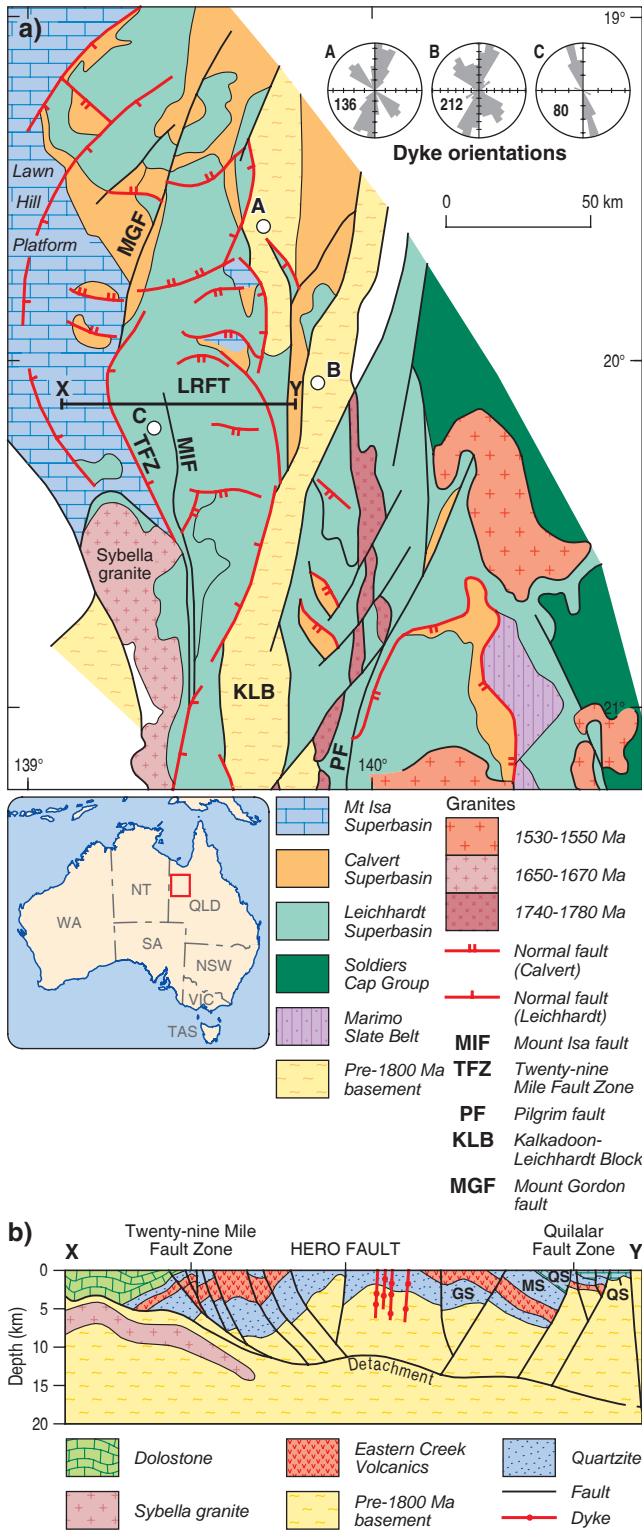 a)
19°
A
B
C
136
212
80
Dyke orientations
0
50 km
Lawn
Hill
Platform
MGF
A
20°
X
LRFT
Y
B
C
TFZ
MIF
Sybella
granite
KLB
PF
21°
139°
140°
NT
QLD
WA
SA
NSW
VIC
TAS
Mt Isa
Superbasin
Calvert
Superbasin
Leichhardt
Superbasin
Soldiers
Cap Group
Marimo
Slate Belt
Pre-1800 Ma
basement
Granites
1530-1550 Ma
1650-1670 Ma
1740-1780 Ma
Normal fault
(Calvert)
Normal fault
(Leichhardt)
MIF Mount Isa fault
TFZ Twenty-nine
Mile Fault Zone
PF Pilgrim fault
KLB Kalkadoon-
Leichhardt Block
MGF Mount Gordon
fault
b)
X
Twenty-nine Mile
Fault Zone
HERO FAULT
Quilalar
Fault Zone
Y
Depth (km)
0
5
10
15
20
GS
MS
QS
QS
Detachment
Dolostone
Eastern Creek
Volcanics
Quartzite
Sybella granite
Pre-1800 Ma
basement
Fault
Dyke